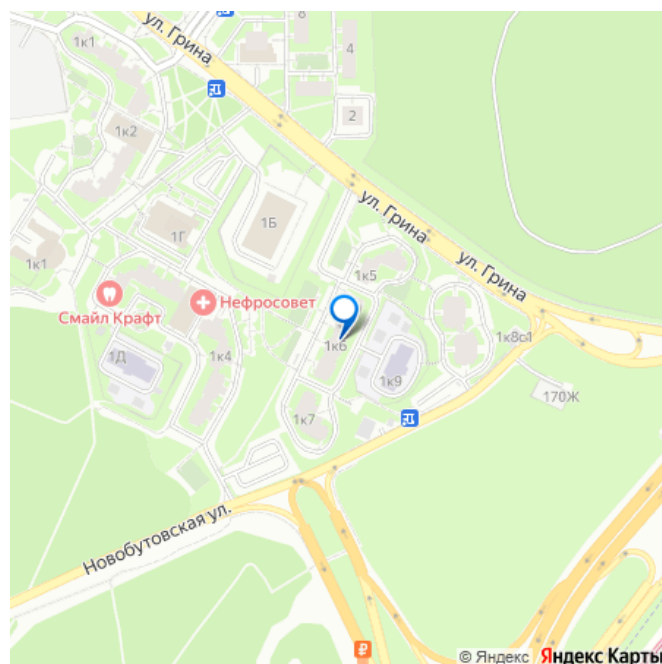 1к1
ул. Грина
8
4
1к2
2
1Б
1Г
ул. Грина
1к1
ул. Грина
1к5
Нефросовет
Смайл Крафт
1к6
1к8с1
1Д
1к4
1к9
170Ж
1к7
Новобутовская ул.
© Яндекс Яндекс Карты